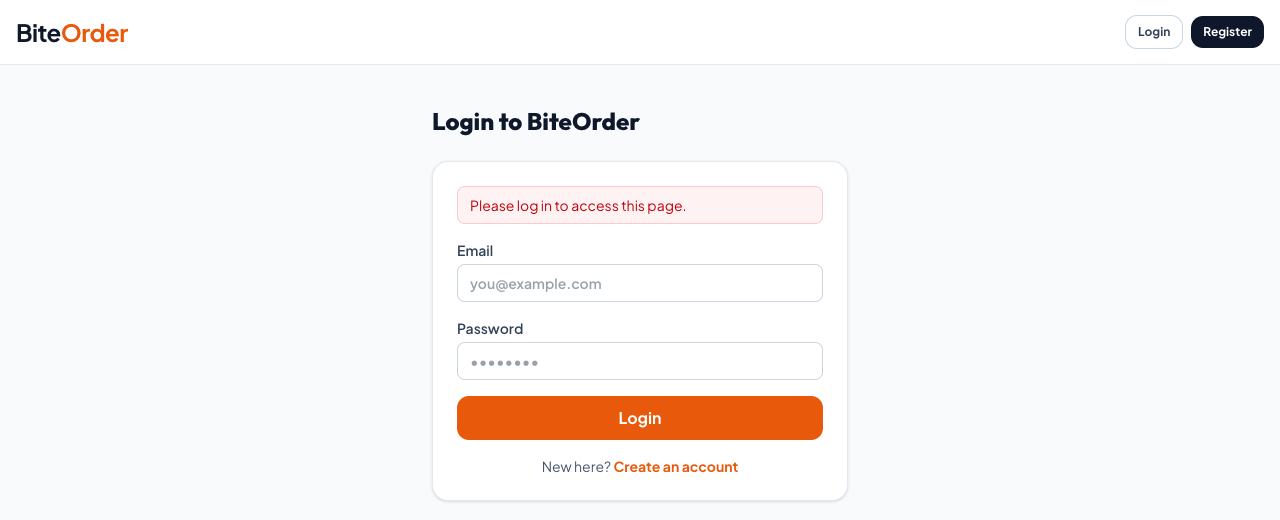 BiteOrder
Login
Register
Login to BiteOrder
Please log in to access this page.
Email
you@example.com
Password
••••••••
Login
New here? Create an account